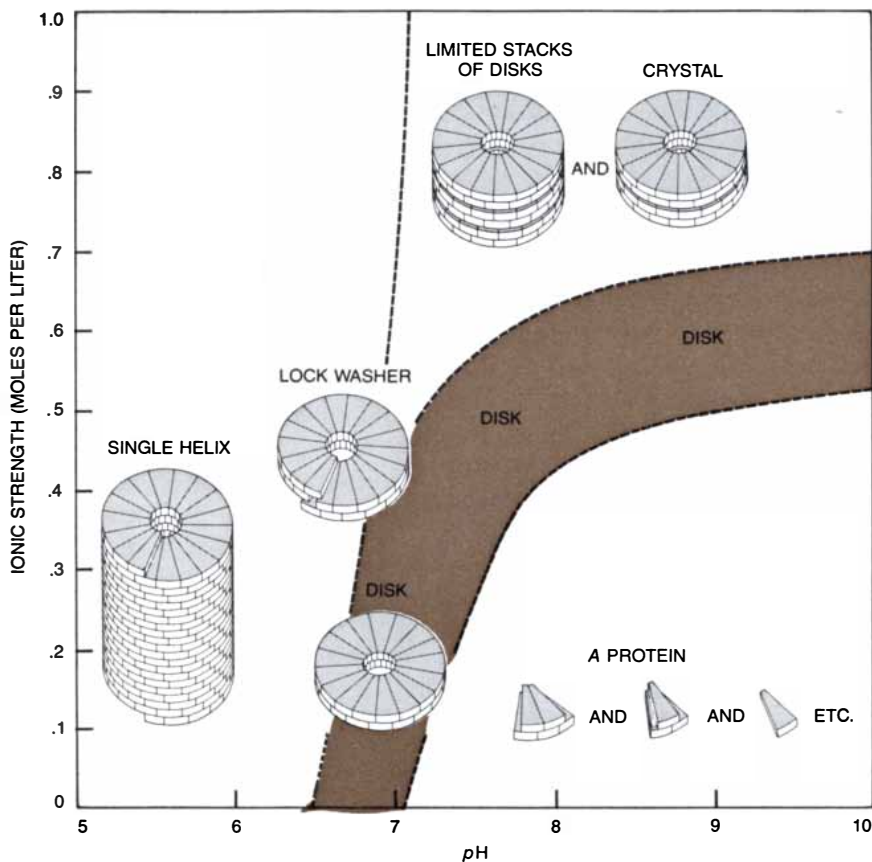 1.0
.9
.8
.7
.6
.5
.4
.3
.2
.1
0
IONIC STRENGTH (MOLES PER LITER)
LIMITED STACKS
OF DISKS
CRYSTAL
AND
DISK
DISK
LOCK WASHER
SINGLE HELIX
DISK
A PROTEIN
AND
AND
ETC.
5
6
7
8
9
10
pH